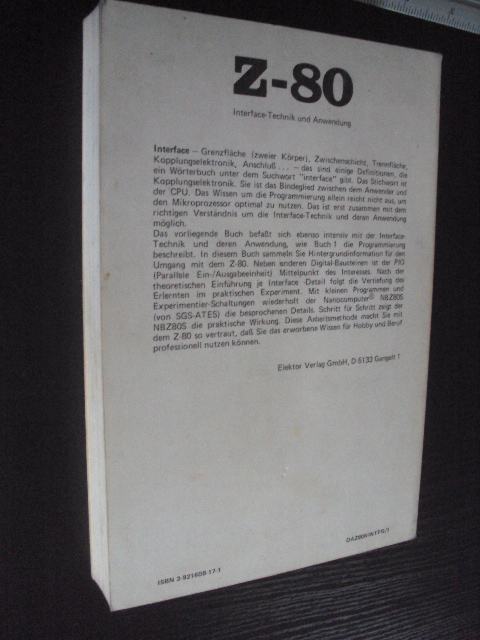 Z-80
Interface-Technik und Anwendung
Interface – Grenzfläche (zweier Körper), Zwischenschicht, Trennfläche,
Kopplungselektronik, Anschluß . . . – das sind einige Definitionen, die
ein Wörterbuch unter dem Suchwort "interface" gibt. Das Stichwort ist
Kopplungselektronik. Sie ist das Bindeglied zwischen dem Anwender und
der CPU. Das Wissen um die Programmierung allein reicht nicht aus, um
den Mikroprozessor optimal zu nutzen. Das ist erst zusammen mit dem
richtigen Verständnis um die Interface-Technik und deren Anwendung
möglich.
Das vorliegende Buch befaßt sich ebenso intensiv mit der Interface-
Technik und deren Anwendung, wie Buch 1 die Programmierung
beschreibt. In diesem Buch sammeln Sie Hintergrundinformation für den
Umgang mit dem Z-80. Neben anderen Digital-Bausteinen ist der PIO
(Parallele Ein-/Ausgabeeinheit) Mittelpunkt des Interesses. Nach der
theoretischen Einführung je Interface-Detail folgt die Vertiefung des
Erlernten im praktischen Experiment. Mit kleinen Programmen und
Experimentier-Schaltungen wiederholt der Nanocomputer® NBZ80S
(von SGS-ATES) die besprochenen Details. Schritt für Schritt zeigt der
NBZ80S die praktische Wirkung. Diese Arbeitsmethode macht Sie mit
dem Z-80 so vertraut, daß Sie das erworbene Wissen für Hobby und Beruf
professionell nutzen können.
Elektor Verlag GmbH, D-5133 Gangelt 1
ISBN 3-921608-17-1